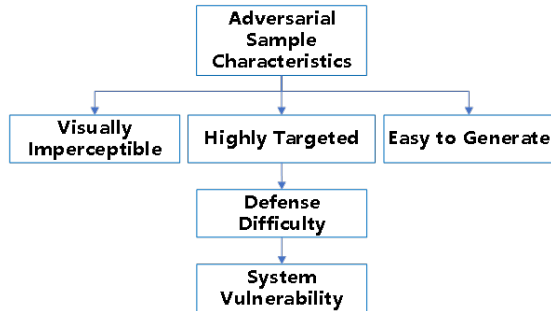 Adversarial
Sample
Characteristics
Visually
Imperceptible
Highly Targeted
Easy to Generate
Defense
Difficulty
System
Vulnerability